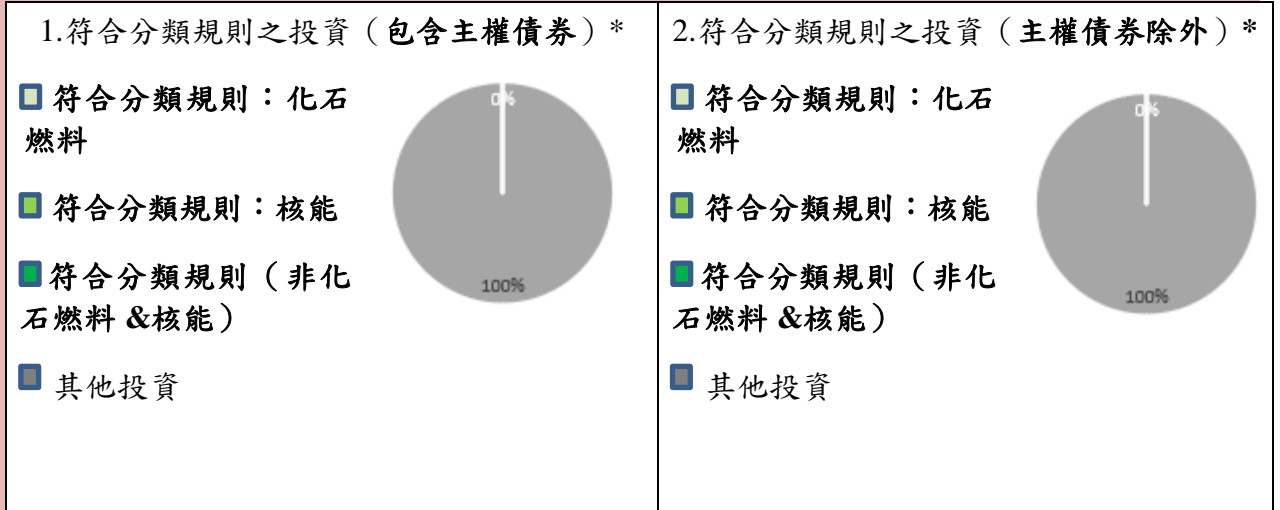 1.符合分類規則之投資（包含主權債券）*
符合分類規則：化石
燃料
符合分類規則：核能
符合分類規則（非化
石燃料 &核能）
其他投資
0%
100%
2.符合分類規則之投資（主權債券除外）*
符合分類規則：化石
燃料
符合分類規則：核能
符合分類規則（非化
石燃料 &核能）
其他投資
0%
100%